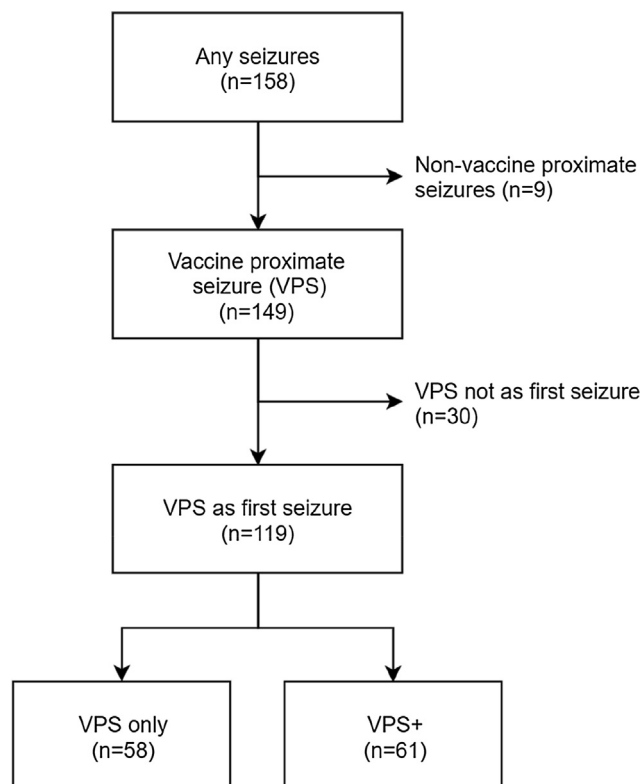 Any seizures
(n=158)
Non-vaccine proximate
seizures (n=9)
Vaccine proximate
seizure (VPS)
(n=149)
VPS not as first seizure
(n=30)
VPS as first seizure
(n=119)
VPS only
(n=58)
VPS+
(n=61)